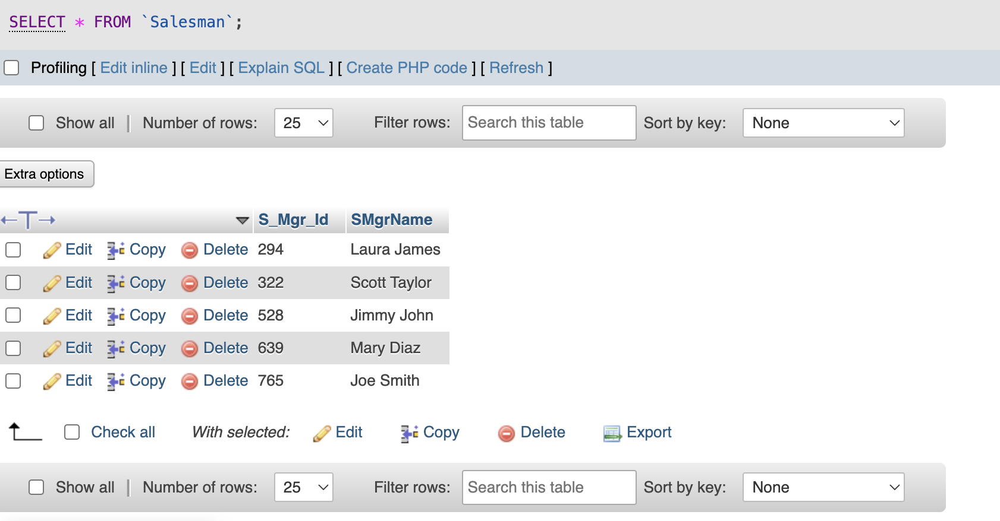 SELECT * FROM `Salesman`;
Profiling [ Edit inline ] [ Edit ] [ Explain SQL ] [ Create PHP code ] [ Refresh ]
Show all | Number of rows: 25 Filter rows: Search this table Sort by key: None
Extra options
←T→ S_Mgr_Id SMgrName
Edit Copy Delete 294 Laura James
Edit Copy Delete 322 Scott Taylor
Edit Copy Delete 528 Jimmy John
Edit Copy Delete 639 Mary Diaz
Edit Copy Delete 765 Joe Smith
Check all With selected: Edit Copy Delete Export
Show all | Number of rows: 25 Filter rows: Search this table Sort by key: None